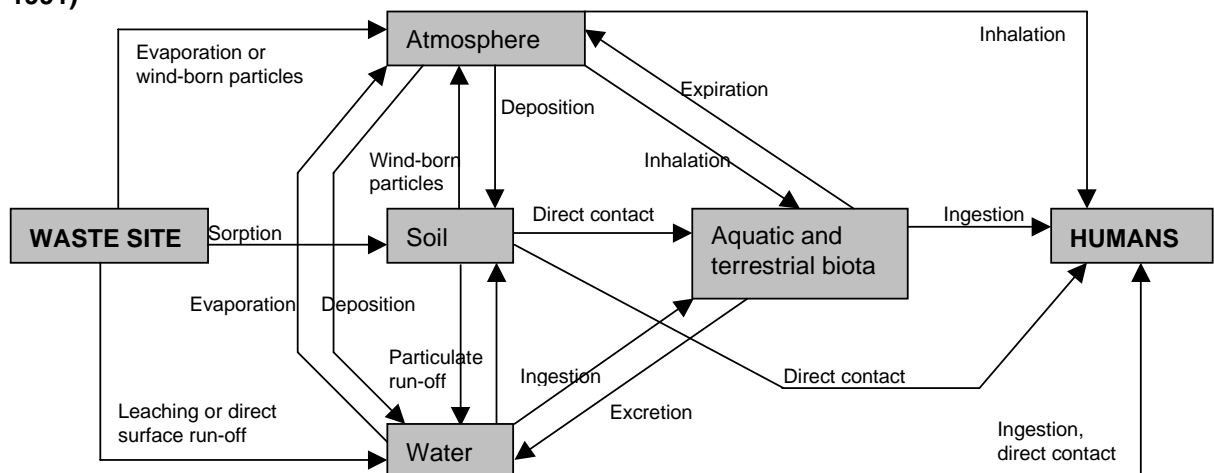 Atmosphere
Inhalation
Evaporation or
wind-born particles
Expiration
Deposition
Wind-born
particles
Inhalation
WASTE SITE
Sorption
Soil
Direct contact
Aquatic and
terrestrial biota
Ingestion
HUMANS
Evaporation
Deposition
Particulate
run-off
Ingestion
Direct contact
Excretion
Leaching or direct
surface run-off
Water
Ingestion,
direct contact